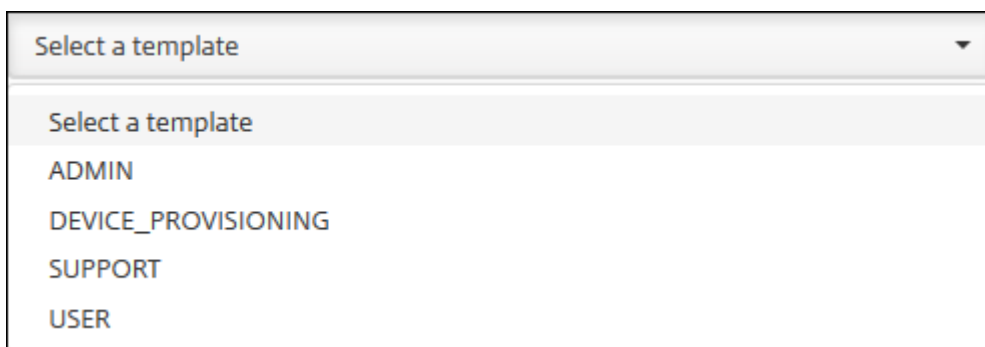 Select a template
Select a template
ADMIN
DEVICE_PROVISIONING
SUPPORT
USER